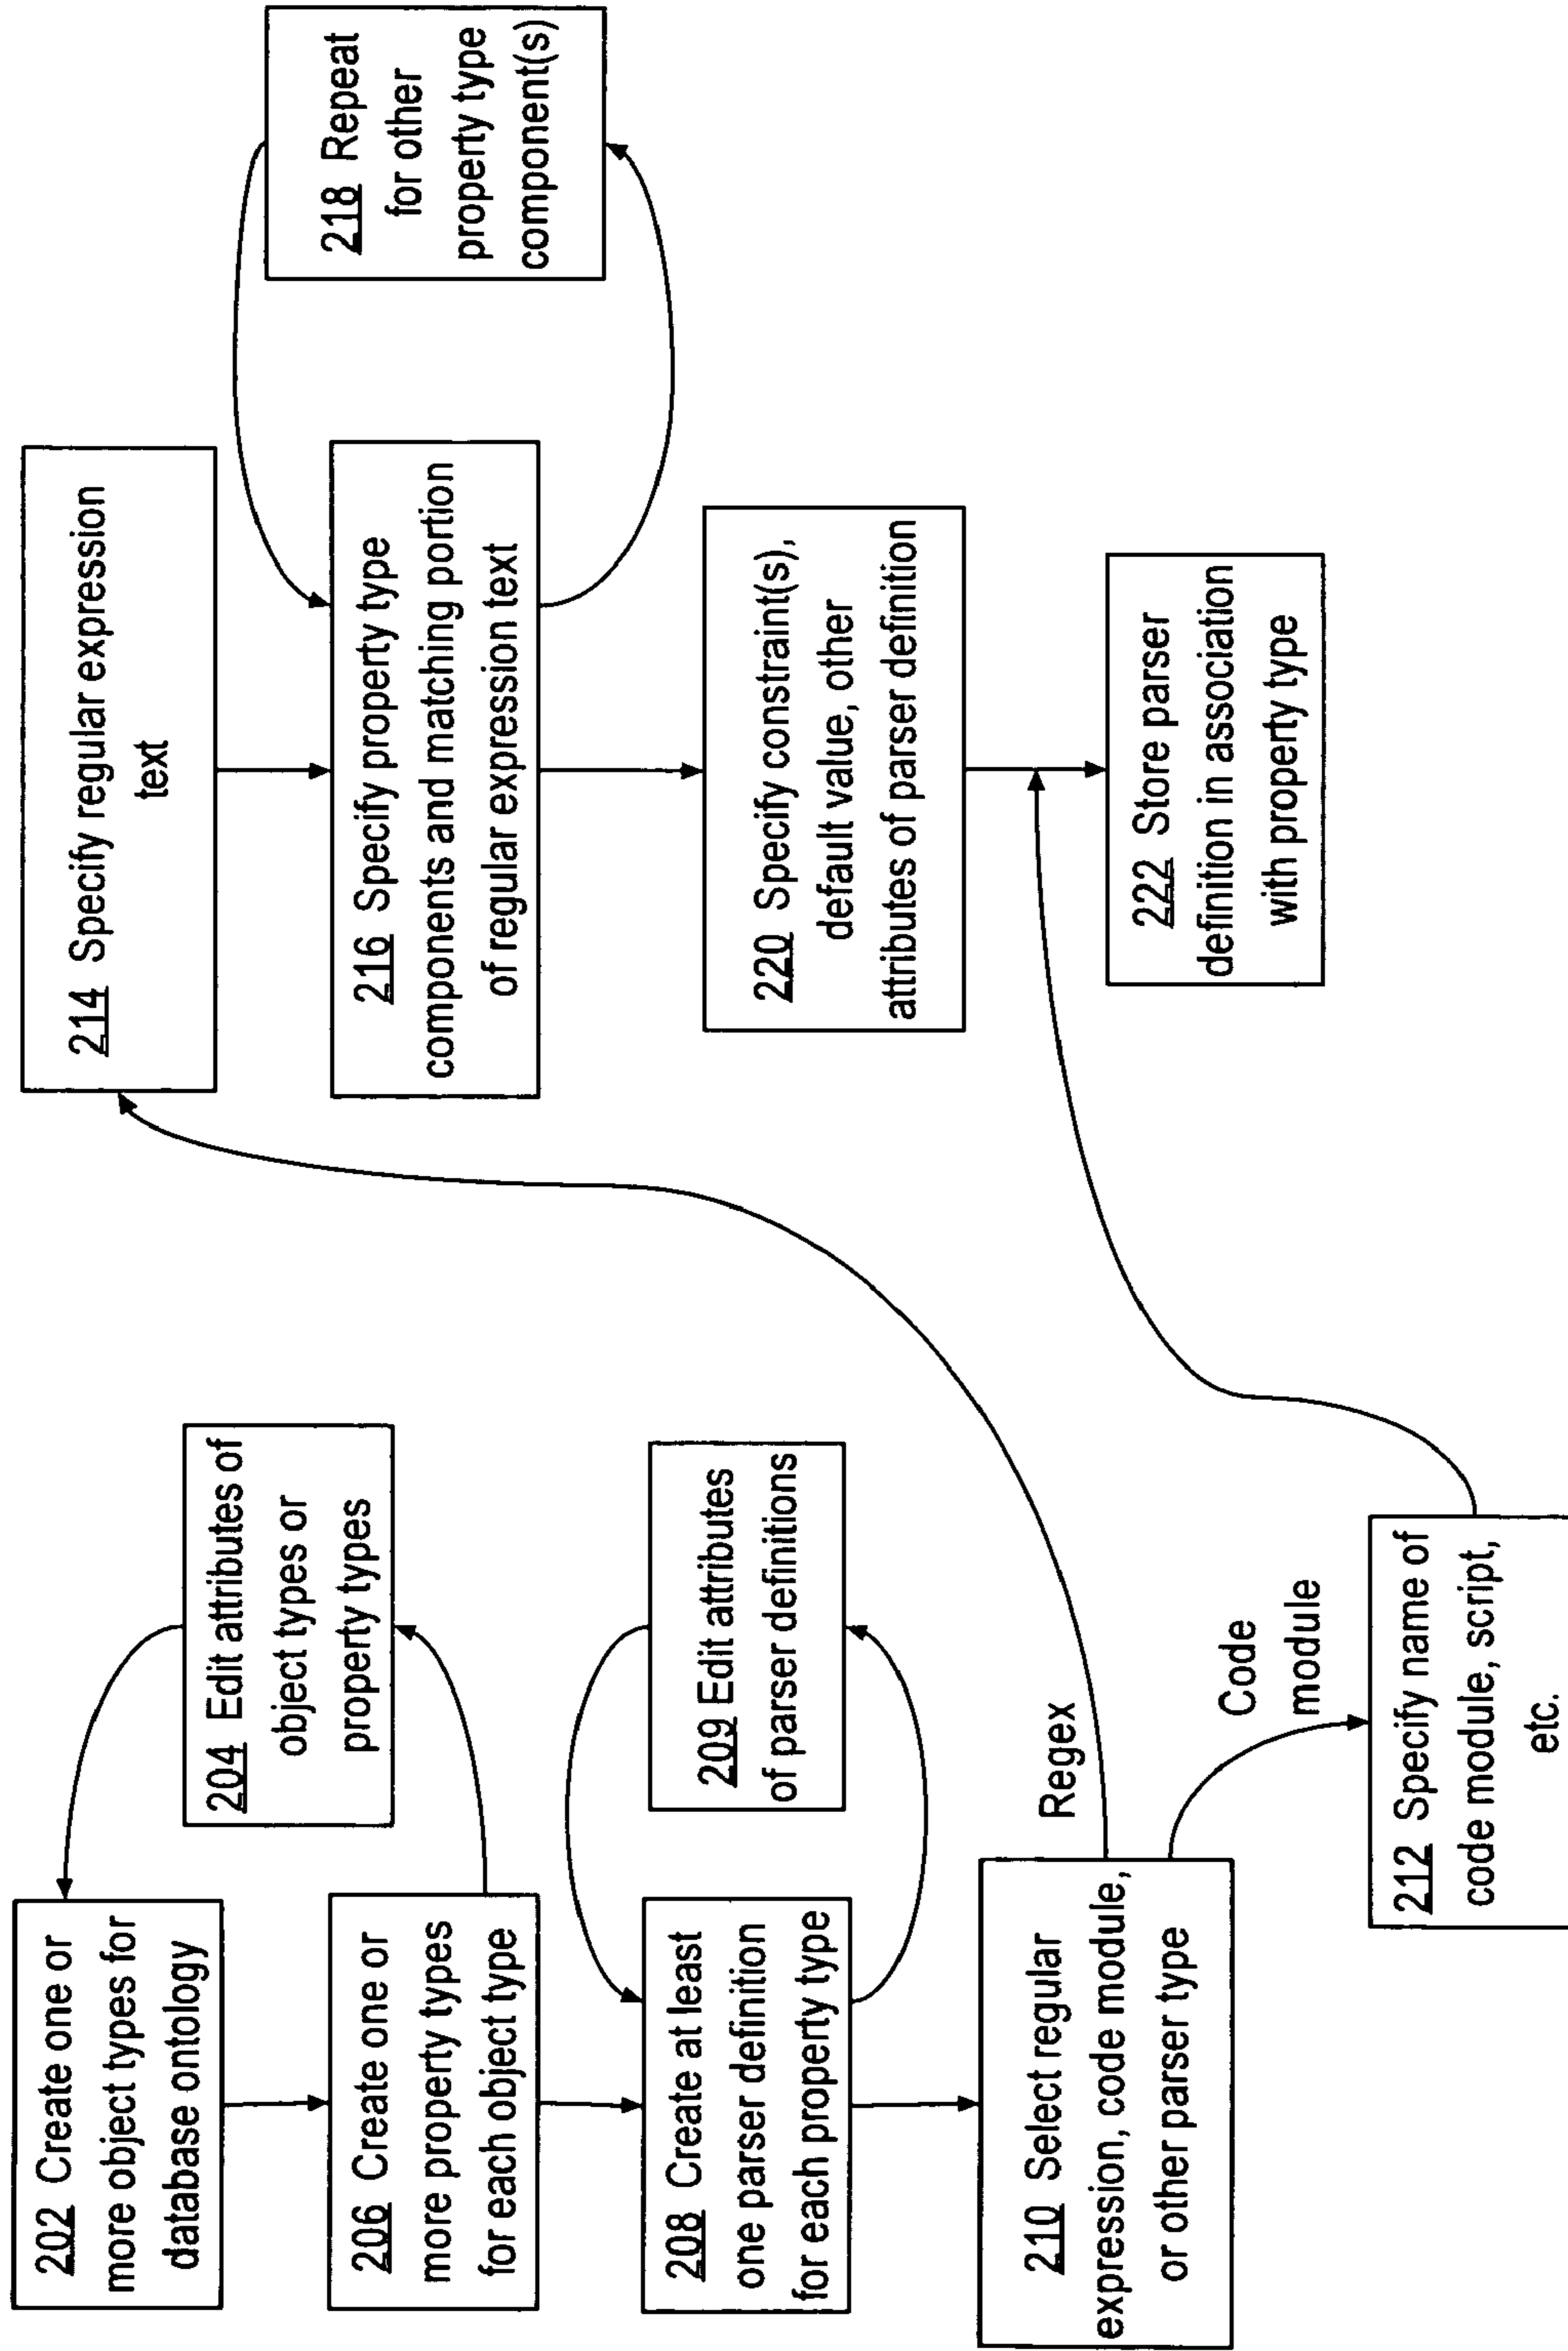 202 Create one or
more object types for
database ontology
204 Edit attributes of
object types or
property types
206 Create one or
more property types
for each object type
208 Create at least
one parser definition
for each property type
209 Edit attributes
of parser definitions
210 Select regular
expression, code module,
or other parser type
Regex
Code
module
212 Specify name of
code module, script,
etc.
214 Specify regular expression
text
216 Specify property type
components and matching portion
of regular expression text
218 Repeat
for other
property type
component(s)
220 Specify constraint(s),
default value, other
attributes of parser definition
222 Store parser
definition in association
with property type